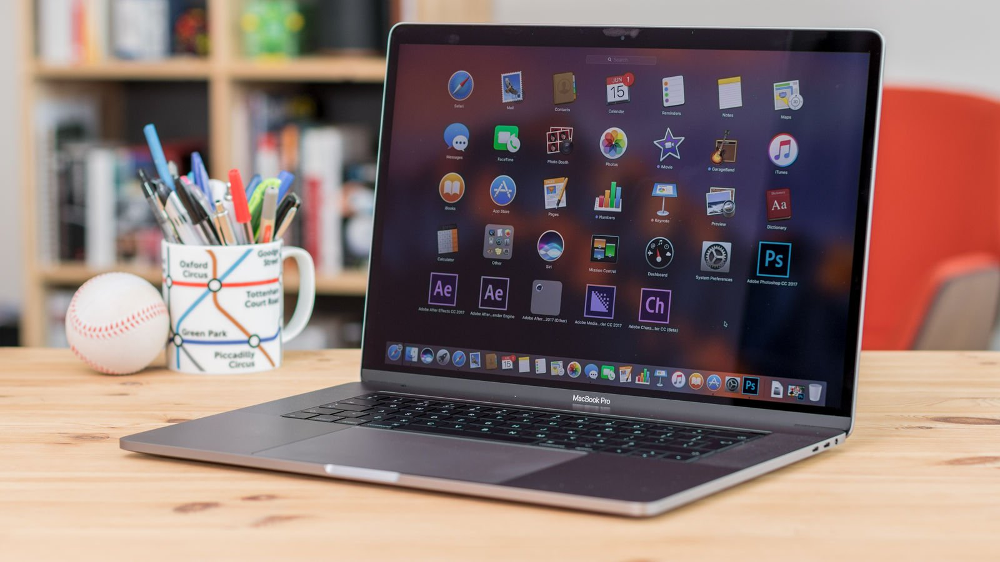 Search
Safari
Mail
Contacts
JUN
1
15
Calendar
Reminders
Notes
3D
Maps
Messages
FaceTime
Photo Booth
Photos
iMovie
GarageBand
iTunes
iBooks
App Store
PAGES
Pages
Numbers
Keynote
Preview
Dictionary
Aa
Dictionary
Calculator
Other
Siri
Mission Control
Dashboard
System Preferences
Ps
Adobe Photoshop CC 2017
Ae
Adobe After Effects CC 2017
Ae
Adobe After...ender Engine
Adobe After...2017 (Other)
Adobe Media...der CC 2017
Ch
Adobe Chara...tor CC (Beta)
15
Ps
MacBook Pro
Oxford
Circus
Goodge
Street
Tottenham
Court Road
Green Park
Piccadilly
Circus